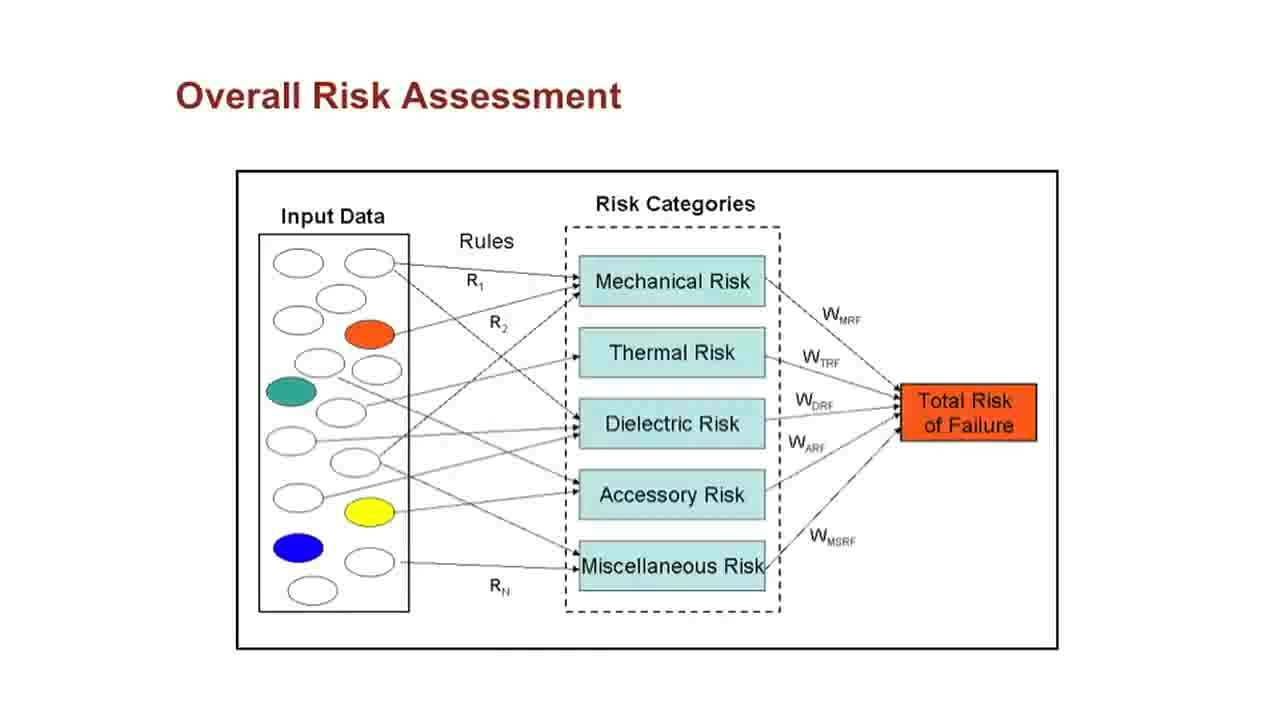 Overall Risk Assessment
Input Data
Rules
Risk Categories
R1
R2
RN
Mechanical Risk
Thermal Risk
Dielectric Risk
Accessory Risk
Miscellaneous Risk
WMRF
WTRF
WDRF
WARF
WMSRF
Total Risk
of Failure